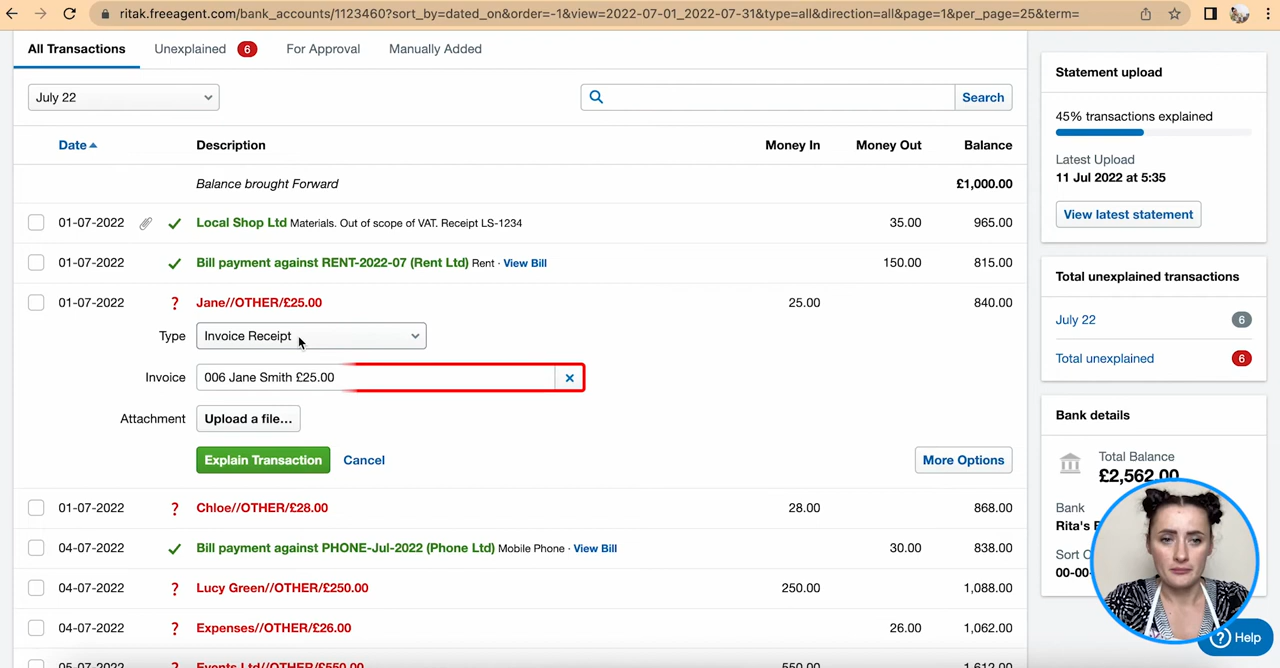 ritak.freeagent.com/bank_accounts/1123460?sort_by=dated_on&order=-1&view=2022-07-01_2022-07-31&type=all&direction=all&page=1&per_page=25&term=
All Transactions Unexplained 6 For Approval Manually Added
July 22 Search
Date Description Money In Money Out Balance
Balance brought Forward £1,000.00
01-07-2022 Local Shop Ltd Materials. Out of scope of VAT. Receipt LS-1234 35.00 965.00
01-07-2022 Bill payment against RENT-2022-07 (Rent Ltd) Rent · View Bill 150.00 815.00
01-07-2022 ? Jane//OTHER/£25.00 25.00 840.00
Type Invoice Receipt
Invoice 006 Jane Smith £25.00
Attachment Upload a file...
Explain Transaction Cancel More Options
01-07-2022 ? Chloe//OTHER/£28.00 28.00 868.00
04-07-2022 Bill payment against PHONE-Jul-2022 (Phone Ltd) Mobile Phone · View Bill 30.00 838.00
04-07-2022 ? Lucy Green//OTHER/£250.00 250.00 1,088.00
04-07-2022 ? Expenses//OTHER/£26.00 26.00 1,062.00
05-07-2022 ? Events Ltd//OTHER/£550.00 550.00 1,612.00
Statement upload
45% transactions explained
Latest Upload
11 Jul 2022 at 5:35
View latest statement
Total unexplained transactions
July 22 6
Total unexplained 6
Bank details
Total Balance
£2,562.00
Bank
Rita's
Sort
00-00-
? Help